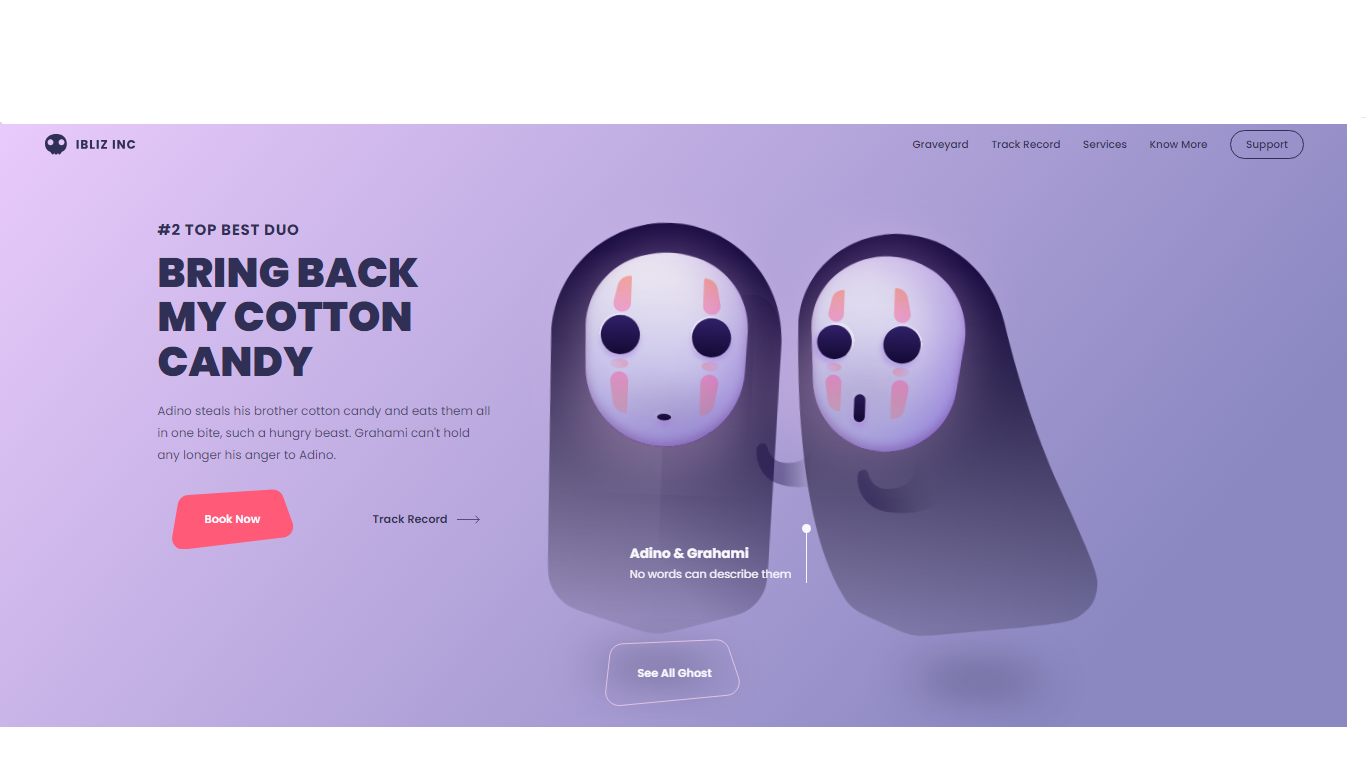 IBLIZ INC
Graveyard Track Record Services Know More Support
#2 TOP BEST DUO
BRING BACK
MY COTTON
CANDY
Adino steals his brother cotton candy and eats them all
in one bite, such a hungry beast. Grahami can't hold
any longer his anger to Adino.
Book Now
Track Record
Adino & Grahami
No words can describe them
See All Ghost